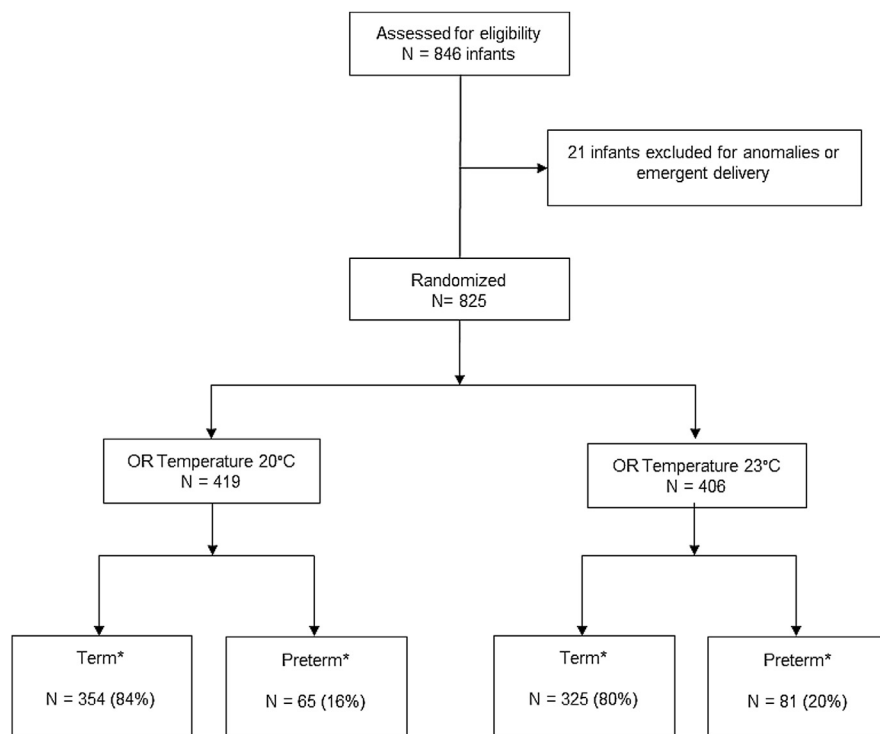 Assessed for eligibility
N = 846 infants
21 infants excluded for anomalies or
emergent delivery
Randomized
N= 825
OR Temperature 20°C
N = 419
OR Temperature 23°C
N = 406
Term*
N = 354 (84%)
Preterm*
N = 65 (16%)
Term*
N = 325 (80%)
Preterm*
N = 81 (20%)